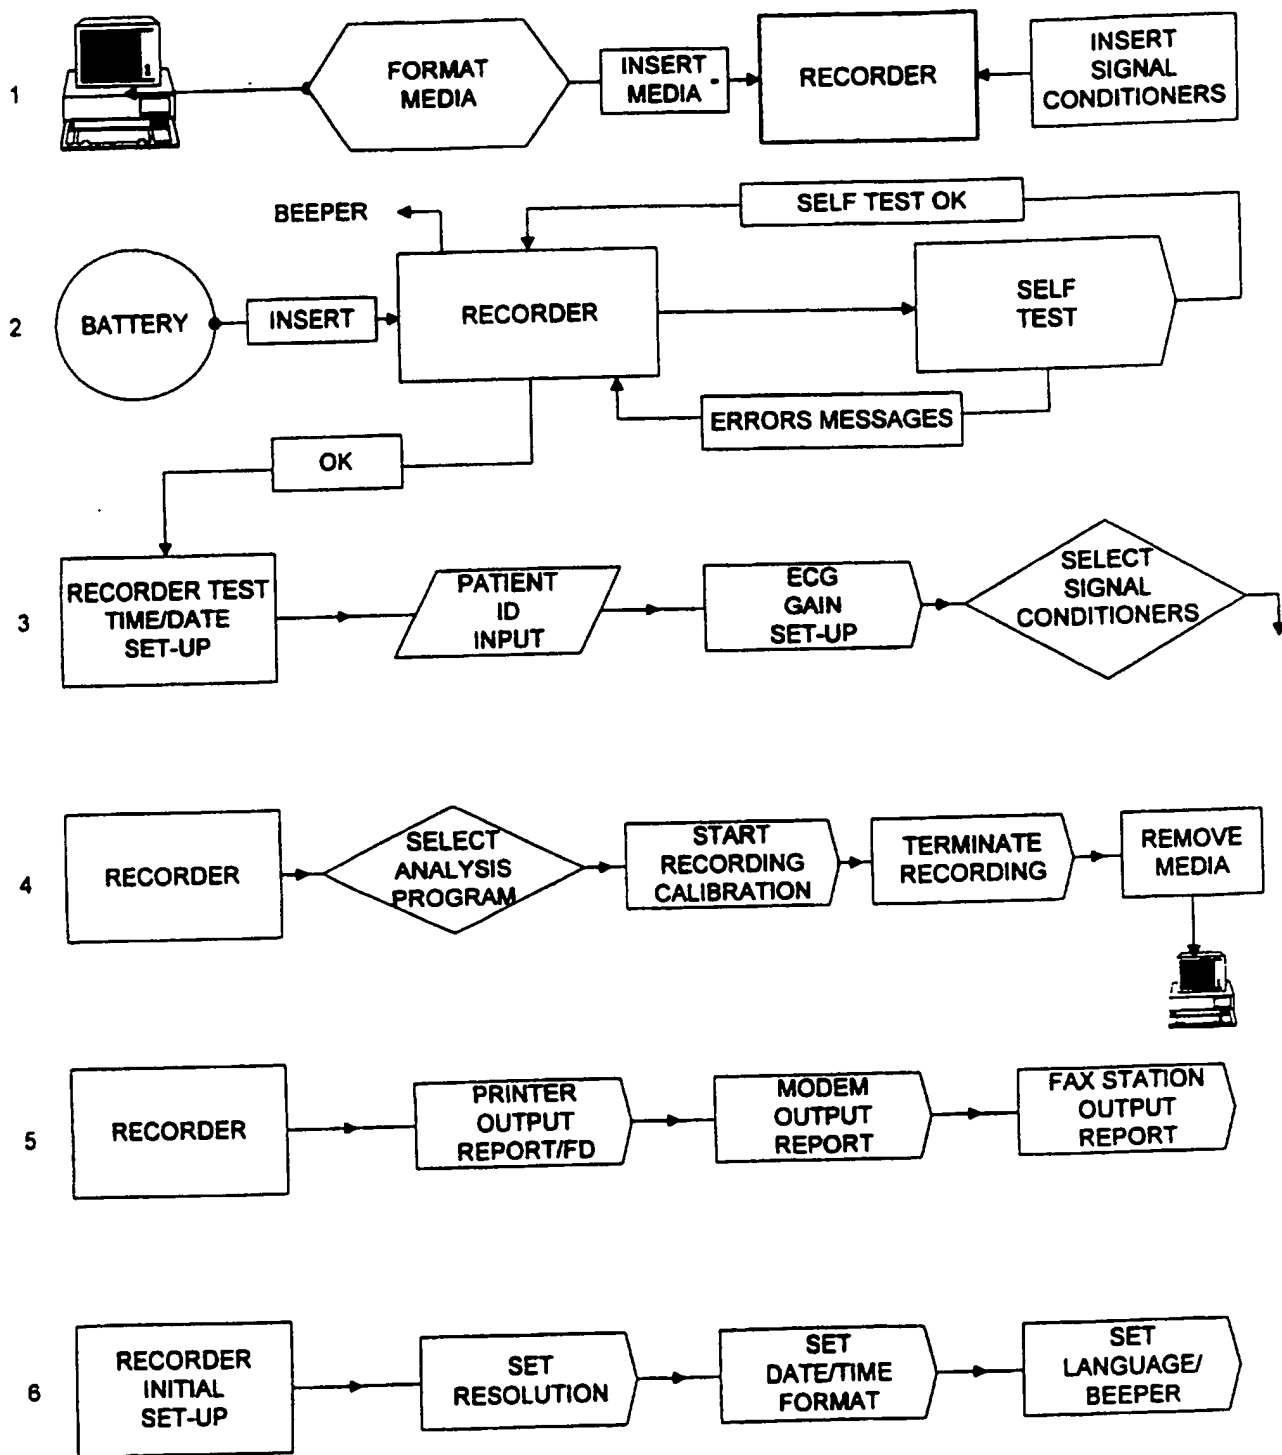 1
FORMAT
MEDIA
INSERT
MEDIA
RECORDER
INSERT
SIGNAL
CONDITIONERS
BEEPER
SELF TEST OK
2
BATTERY
INSERT
RECORDER
SELF
TEST
ERRORS MESSAGES
OK
3
RECORDER TEST
TIME/DATE
SET-UP
PATIENT
ID
INPUT
ECG
GAIN
SET-UP
SELECT
SIGNAL
CONDITIONERS
4
RECORDER
SELECT
ANALYSIS
PROGRAM
START
RECORDING
CALIBRATION
TERMINATE
RECORDING
REMOVE
MEDIA
5
RECORDER
PRINTER
OUTPUT
REPORT/FD
MODEM
OUTPUT
REPORT
FAX STATION
OUTPUT
REPORT
6
RECORDER
INITIAL
SET-UP
SET
RESOLUTION
SET
DATE/TIME
FORMAT
SET
LANGUAGE/
BEEPER